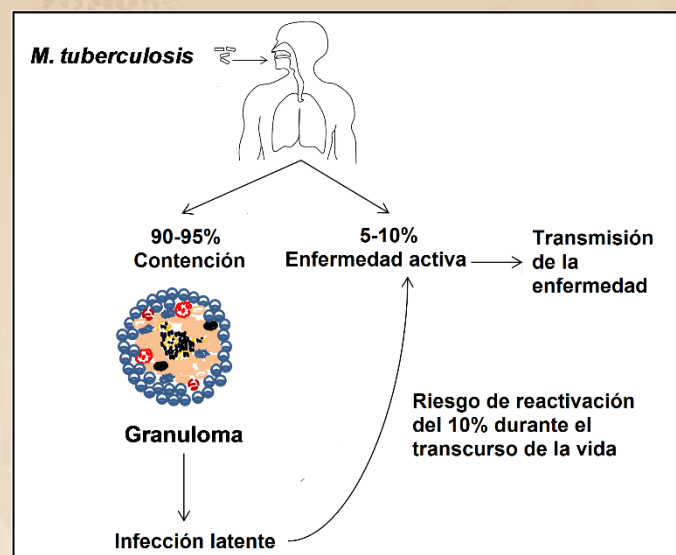 M. tuberculosis
90-95%
Contención
5-10%
Enfermedad activa
Transmisión
de la
enfermedad
Granuloma
Riesgo de reactivación
del 10% durante el
transcurso de la vida
Infección latente